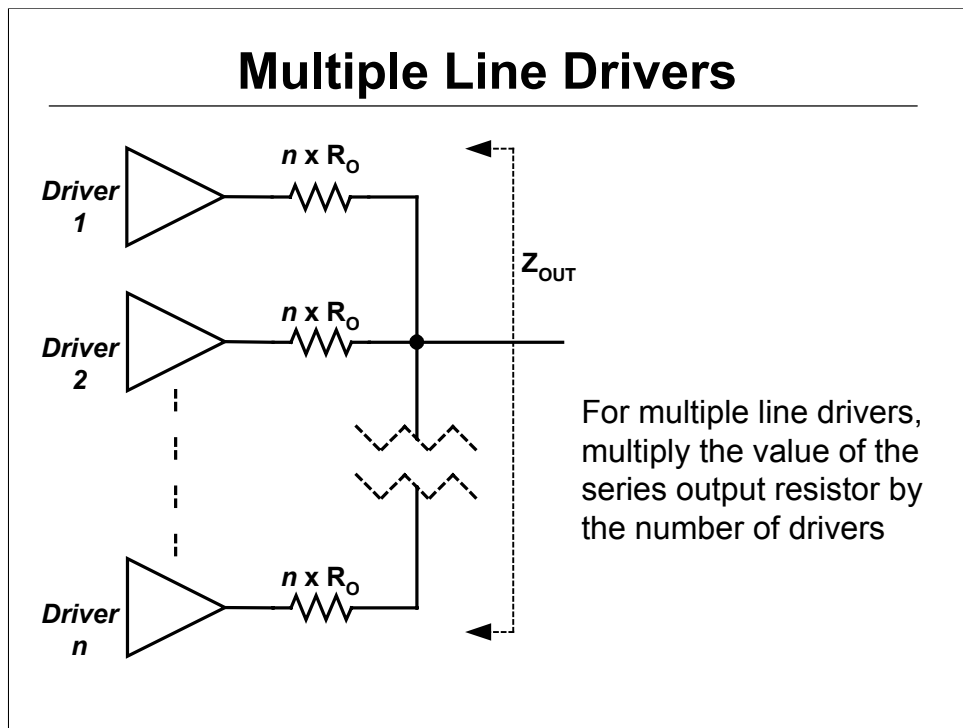 Multiple Line Drivers
n x RO
Driver
1
ZOUT
n x RO
Driver
2
For multiple line drivers,
multiply the value of the
series output resistor by
the number of drivers
n x RO
Driver
n